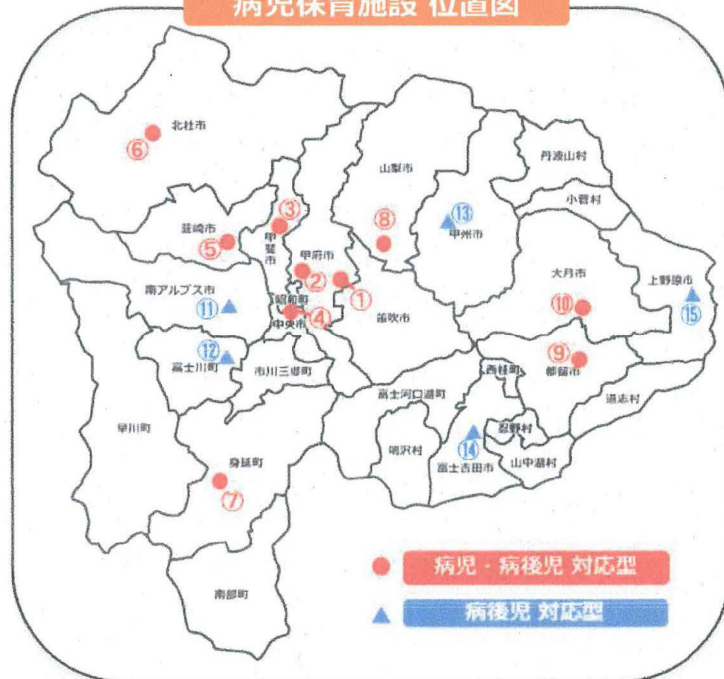 病児保育施設 位置図
北杜市
⑥
丹波山村
山梨市
小菅村
③
⑧
⑬
甲州市
韮崎市
⑤
甲斐市
甲府市
②
大月市
上野原市
南アルプス市
⑪
昭和町
①
④
中央市
笛吹市
⑩
⑮
⑫
富士川町
市川三郷町
⑨
西桂町
都留市
富士河口湖町
道志村
早川町
忍野村
鳴沢村
⑭
富士吉田市
山中湖村
身延町
⑦
病児・病後児 対応型
病後児 対応型
南部町